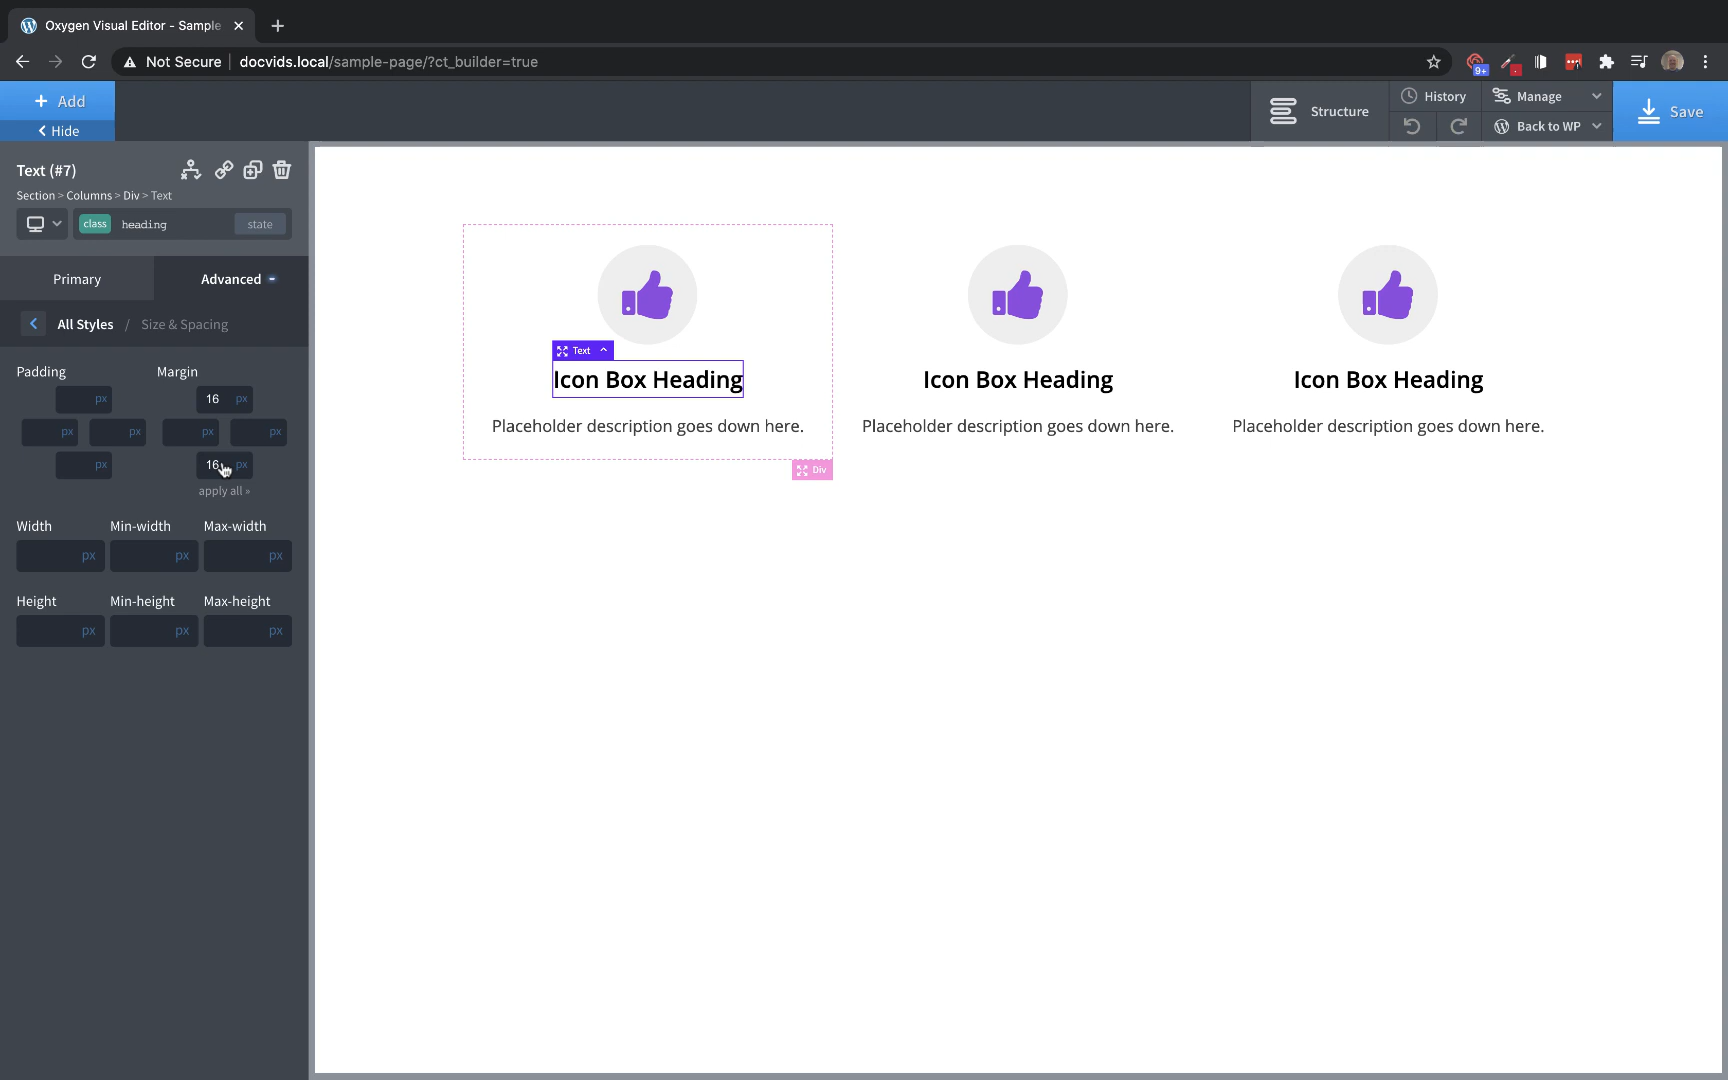 Oxygen Visual Editor - Sample
Not Secure
docvids.local/sample-page/?ct_builder=true
9+
+ Add
Hide
Structure
History
Manage
Back to WP
Save
Text (#7)
Section > Columns > Div > Text
class heading state
Primary
Advanced
All Styles / Size & Spacing
Padding
Margin
px
16 px
px
px
px
px
px
16 px
apply all »
Width
Min-width
Max-width
px
px
px
Height
Min-height
Max-height
px
px
px
Text
Icon Box Heading
Placeholder description goes down here.
Div
Icon Box Heading
Placeholder description goes down here.
Icon Box Heading
Placeholder description goes down here.